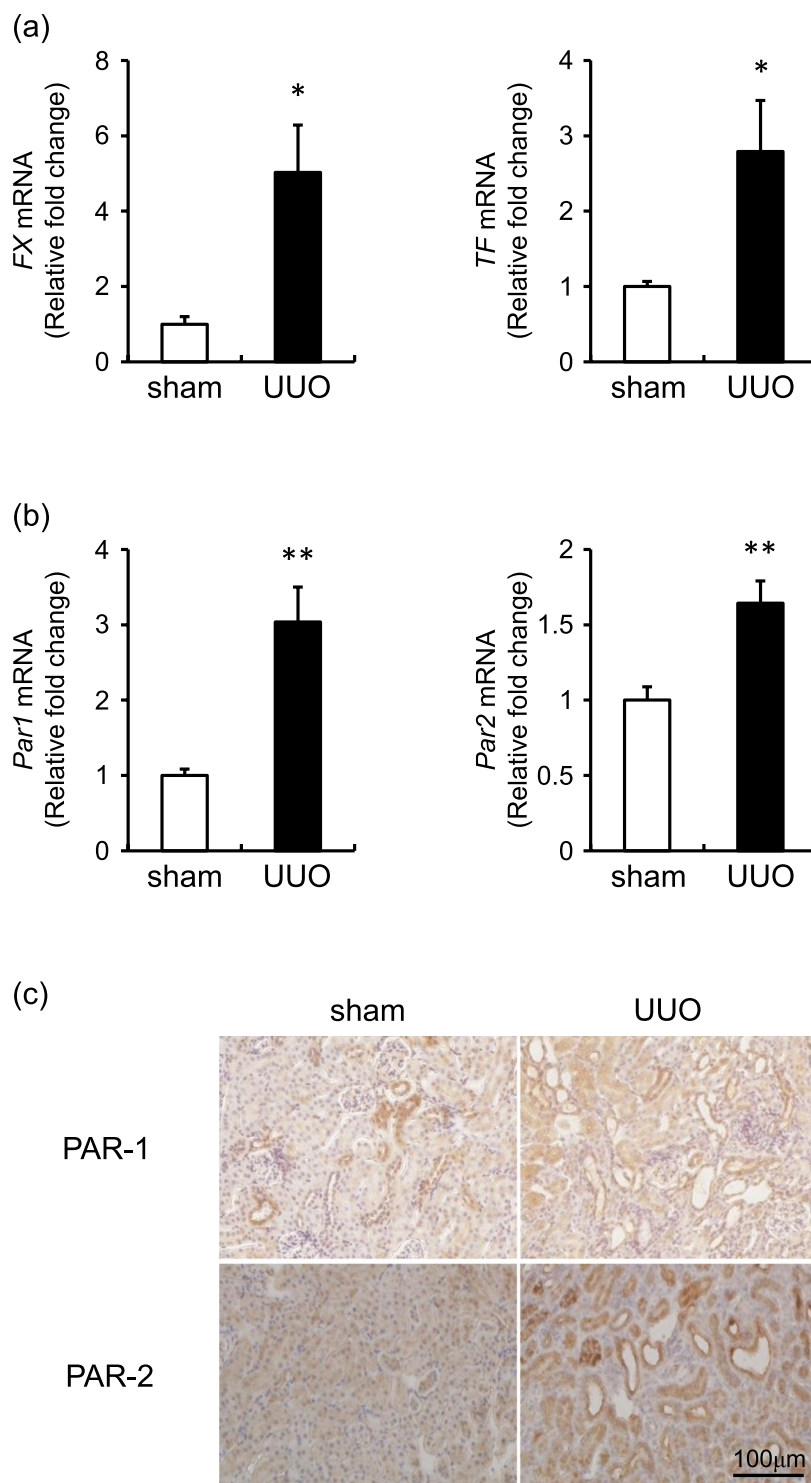 (a)
FX mRNA
(Relative fold change)
8
6
4
2
0
*
sham
UUO
TF mRNA
(Relative fold change)
4
3
2
1
0
*
sham
UUO
(b)
Par1 mRNA
(Relative fold change)
4
3
2
1
0
**
sham
UUO
Par2 mRNA
(Relative fold change)
2
1.5
1
0.5
0
**
sham
UUO
(c)
sham
UUO
PAR-1
PAR-2
100μm